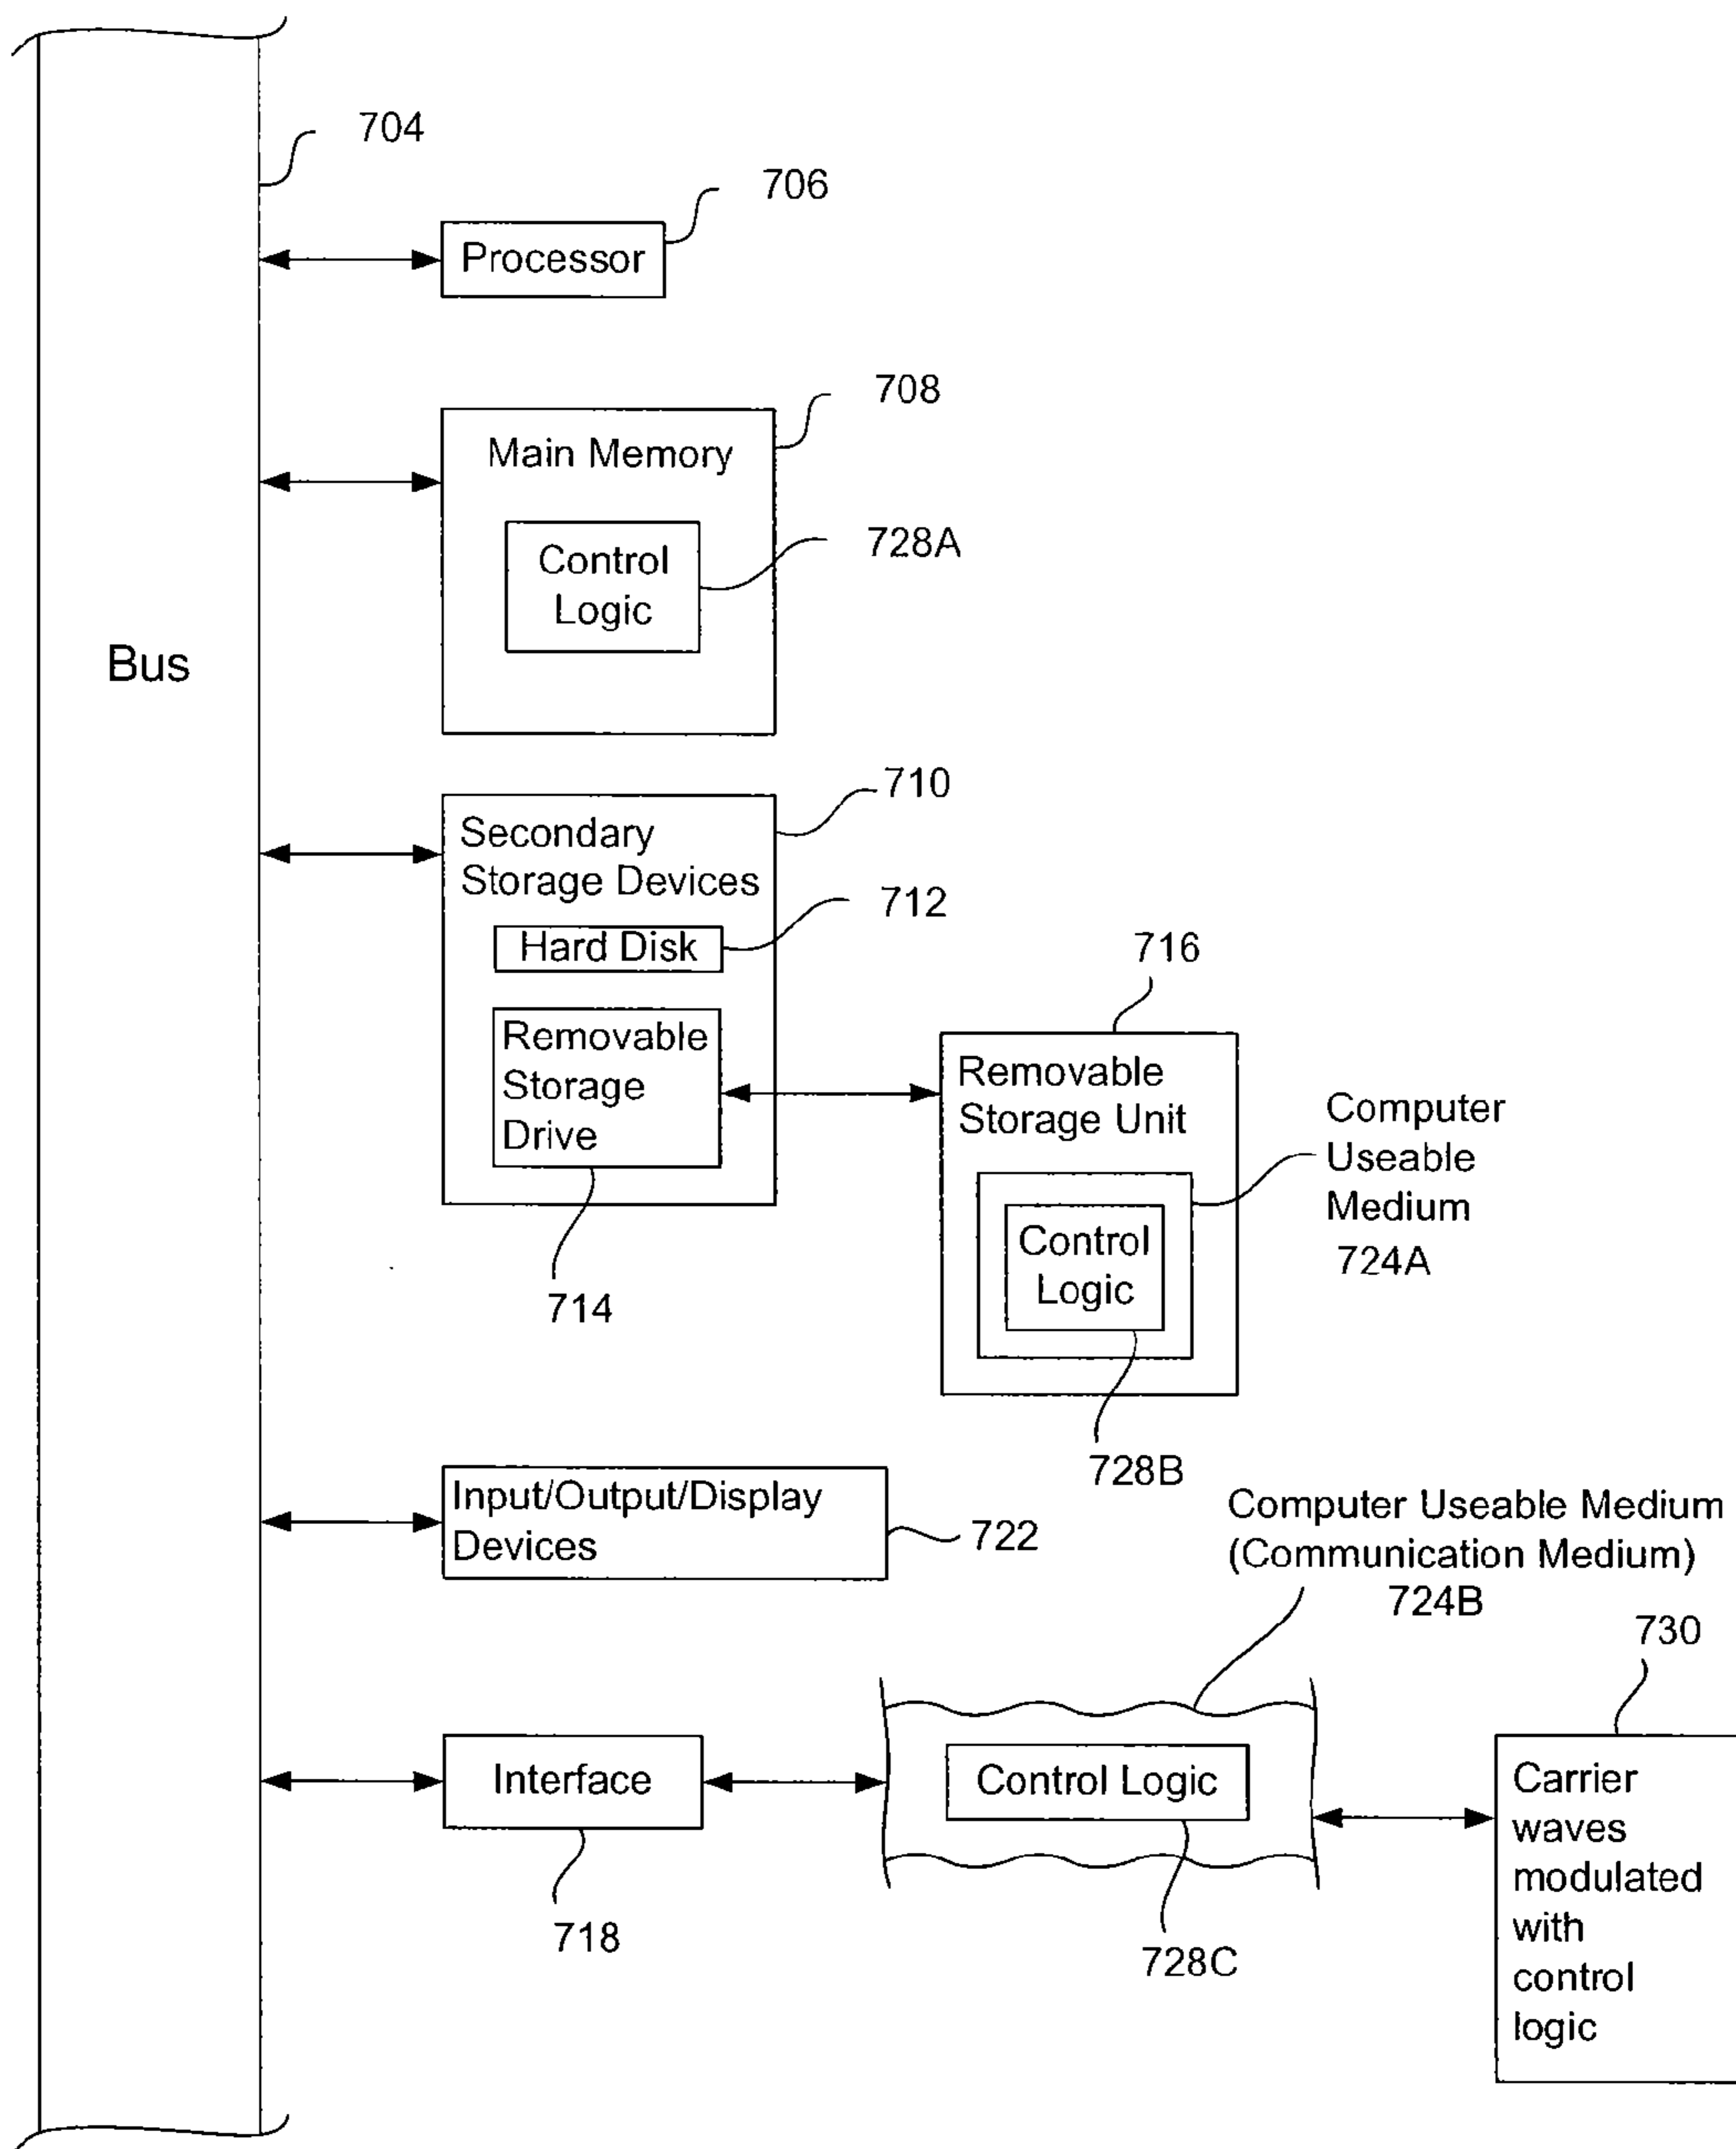 704
706
Processor
708
Main Memory
728A
Control
Logic
Bus
710
Secondary
Storage Devices
712
Hard Disk
716
Removable
Storage
Drive
Removable
Storage Unit
Computer
Useable
Medium
724A
Control
Logic
714
728B
Input/Output/Display
Devices
722
Computer Useable Medium
(Communication Medium)
724B
730
Interface
Control Logic
Carrier
waves
modulated
with
control
logic
718
728C